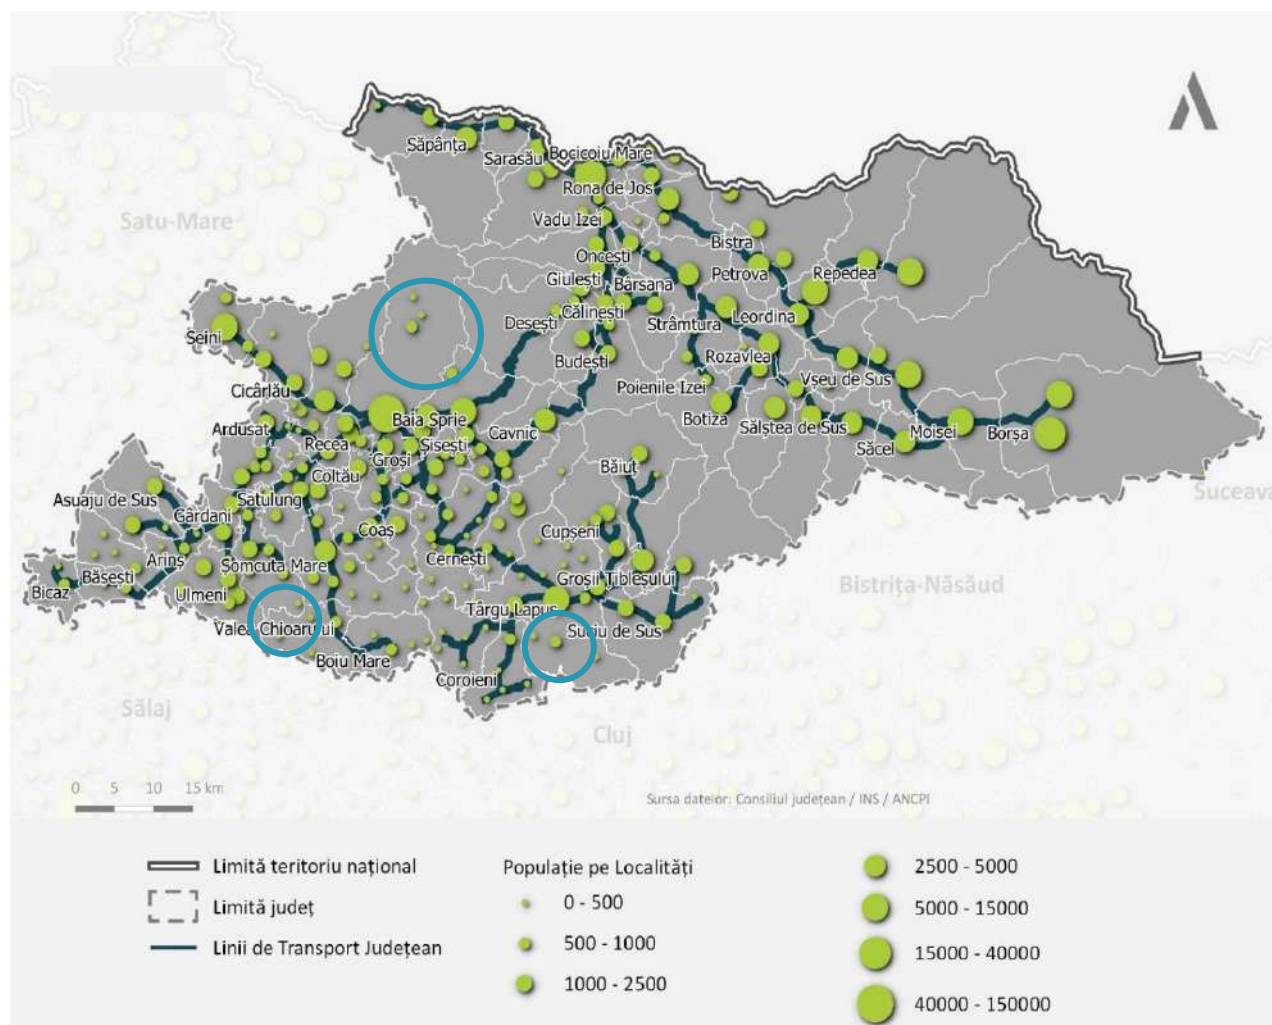 Săpânța
Sarasău
Bocicoiu Mare
Rona de Jos
Satu-Mare
Vadu Izei
Bistra
Oncești
Petrova
Repedea
Giulești
Bârsana
Desești
Călinești
Strâmtura
Leordina
Seini
Budești
Rozavlea
Cicârlău
Poienile Izei
Vșeu de Sus
Botiza
Baia Sprie
Ardusat
Recea
Șișești
Cavnic
Sălștea de Sus
Moisei
Borșa
Groși
Săcel
Coltău
Băiuț
Asuaju de Sus
Satulung
Suceava
Gârdani
Coaș
Cupșeni
Arinș
Șomcuta Mare
Cernești
Băsești
Groșii Țibleșului
Bistrița-Năsăud
Bicaz
Ulmeni
Târgu Lapuș
Valea Chioarului
Suciu de Sus
Boiu Mare
Coroieni
Sălaj
Cluj
0 5 10 15 km
Sursa datelor: Consiliul județean / INS / ANCPI
Limită teritoriu național
Limită județ
Linii de Transport Județean
Populație pe Localități
0 - 500
500 - 1000
1000 - 2500
2500 - 5000
5000 - 15000
15000 - 40000
40000 - 150000